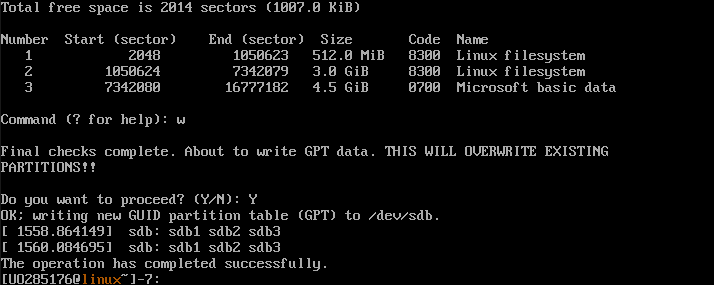 Total free space is 2014 sectors (1007.0 KiB)
Number  Start (sector)    End (sector)  Size       Code  Name
   1            2048         1050623   512.0 MiB   8300  Linux filesystem
   2         1050624         7342079   3.0 GiB     8300  Linux filesystem
   3         7342080        16777182   4.5 GiB     0700  Microsoft basic data
Command (? for help): w
Final checks complete. About to write GPT data. THIS WILL OVERWRITE EXISTING
PARTITIONS!!
Do you want to proceed? (Y/N): Y
OK; writing new GUID partition table (GPT) to /dev/sdb.
[ 1558.864149]  sdb: sdb1 sdb2 sdb3
[ 1560.084695]  sdb: sdb1 sdb2 sdb3
The operation has completed successfully.
[UO285176@linux~]-7: